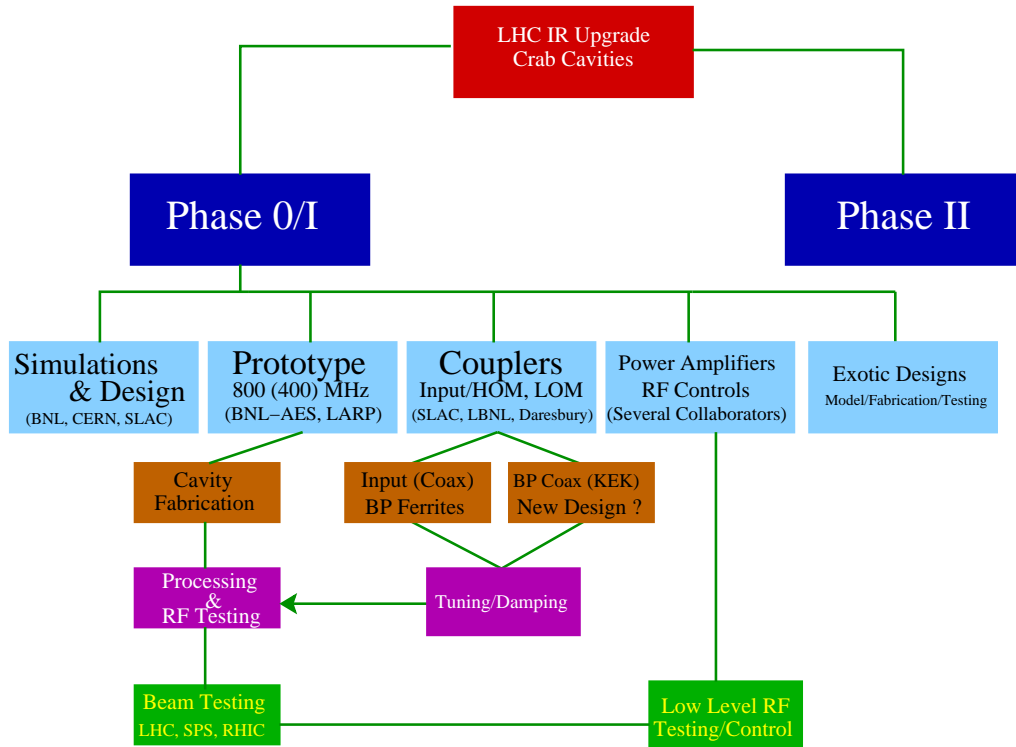 LHC IR Upgrade
Crab Cavities
Phase 0/I
Phase II
Simulations
& Design
(BNL, CERN, SLAC)
Prototype
800 (400) MHz
(BNL−AES, LARP)
Couplers
Input/HOM, LOM
(SLAC, LBNL, Daresbury)
Power Amplifiers
RF Controls
(Several Collaborators)
Exotic Designs
Model/Fabrication/Testing
Cavity
Fabrication
Input (Coax)
BP Ferrites
BP Coax (KEK)
New Design ?
Processing
&
RF Testing
Tuning/Damping
Beam Testing
LHC, SPS, RHIC
Low Level RF
Testing/Control